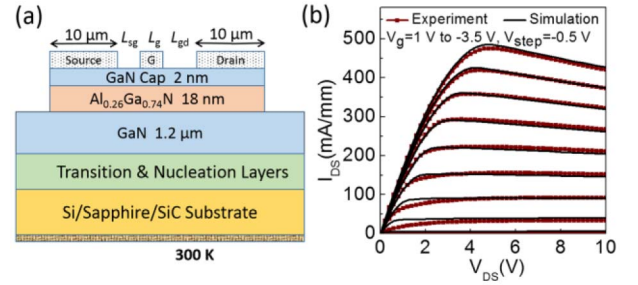 (a)
10 µm Lsg Lg Lgd 10 µm
Source G Drain
GaN Cap 2 nm
Al0.26Ga0.74N 18 nm
GaN 1.2 µm
Transition & Nucleation Layers
Si/Sapphire/SiC Substrate
300 K
(b)
Experiment Simulation
Vg=1 V to -3.5 V, Vstep=-0.5 V
IDS(mA/mm)
500
400
300
200
100
0
0 2 4 6 8 10
VDS(V)